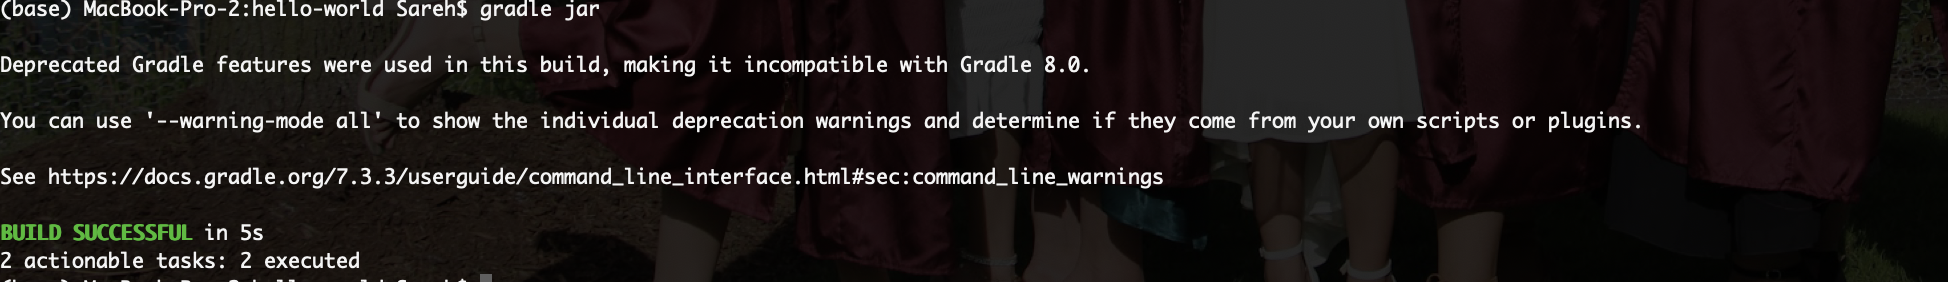 (base) MacBook-Pro-2:hello-world Sareh$ gradle jar
Deprecated Gradle features were used in this build, making it incompatible with Gradle 8.0.
You can use '--warning-mode all' to show the individual deprecation warnings and determine if they come from your own scripts or plugins.
See https://docs.gradle.org/7.3.3/userguide/command_line_interface.html#sec:command_line_warnings
BUILD SUCCESSFUL in 5s
2 actionable tasks: 2 executed